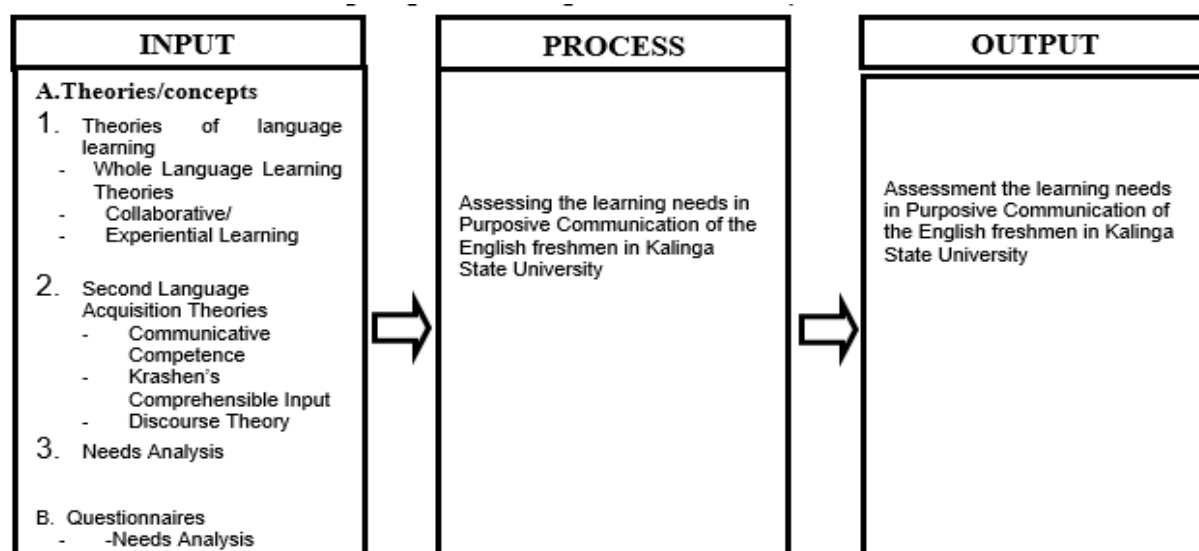 INPUT
A.Theories/concepts
1. Theories of language
learning
- Whole Language Learning
Theories
- Collaborative/
- Experiential Learning
2. Second Language
Acquisition Theories
- Communicative
Competence
- Krashen's
Comprehensible Input
- Discourse Theory
3. Needs Analysis
B. Questionnaires
- -Needs Analysis
PROCESS
Assessing the learning needs in
Purposive Communication of the
English freshmen in Kalinga
State University
OUTPUT
Assessment the learning needs
in Purposive Communication of
the English freshmen in Kalinga
State University